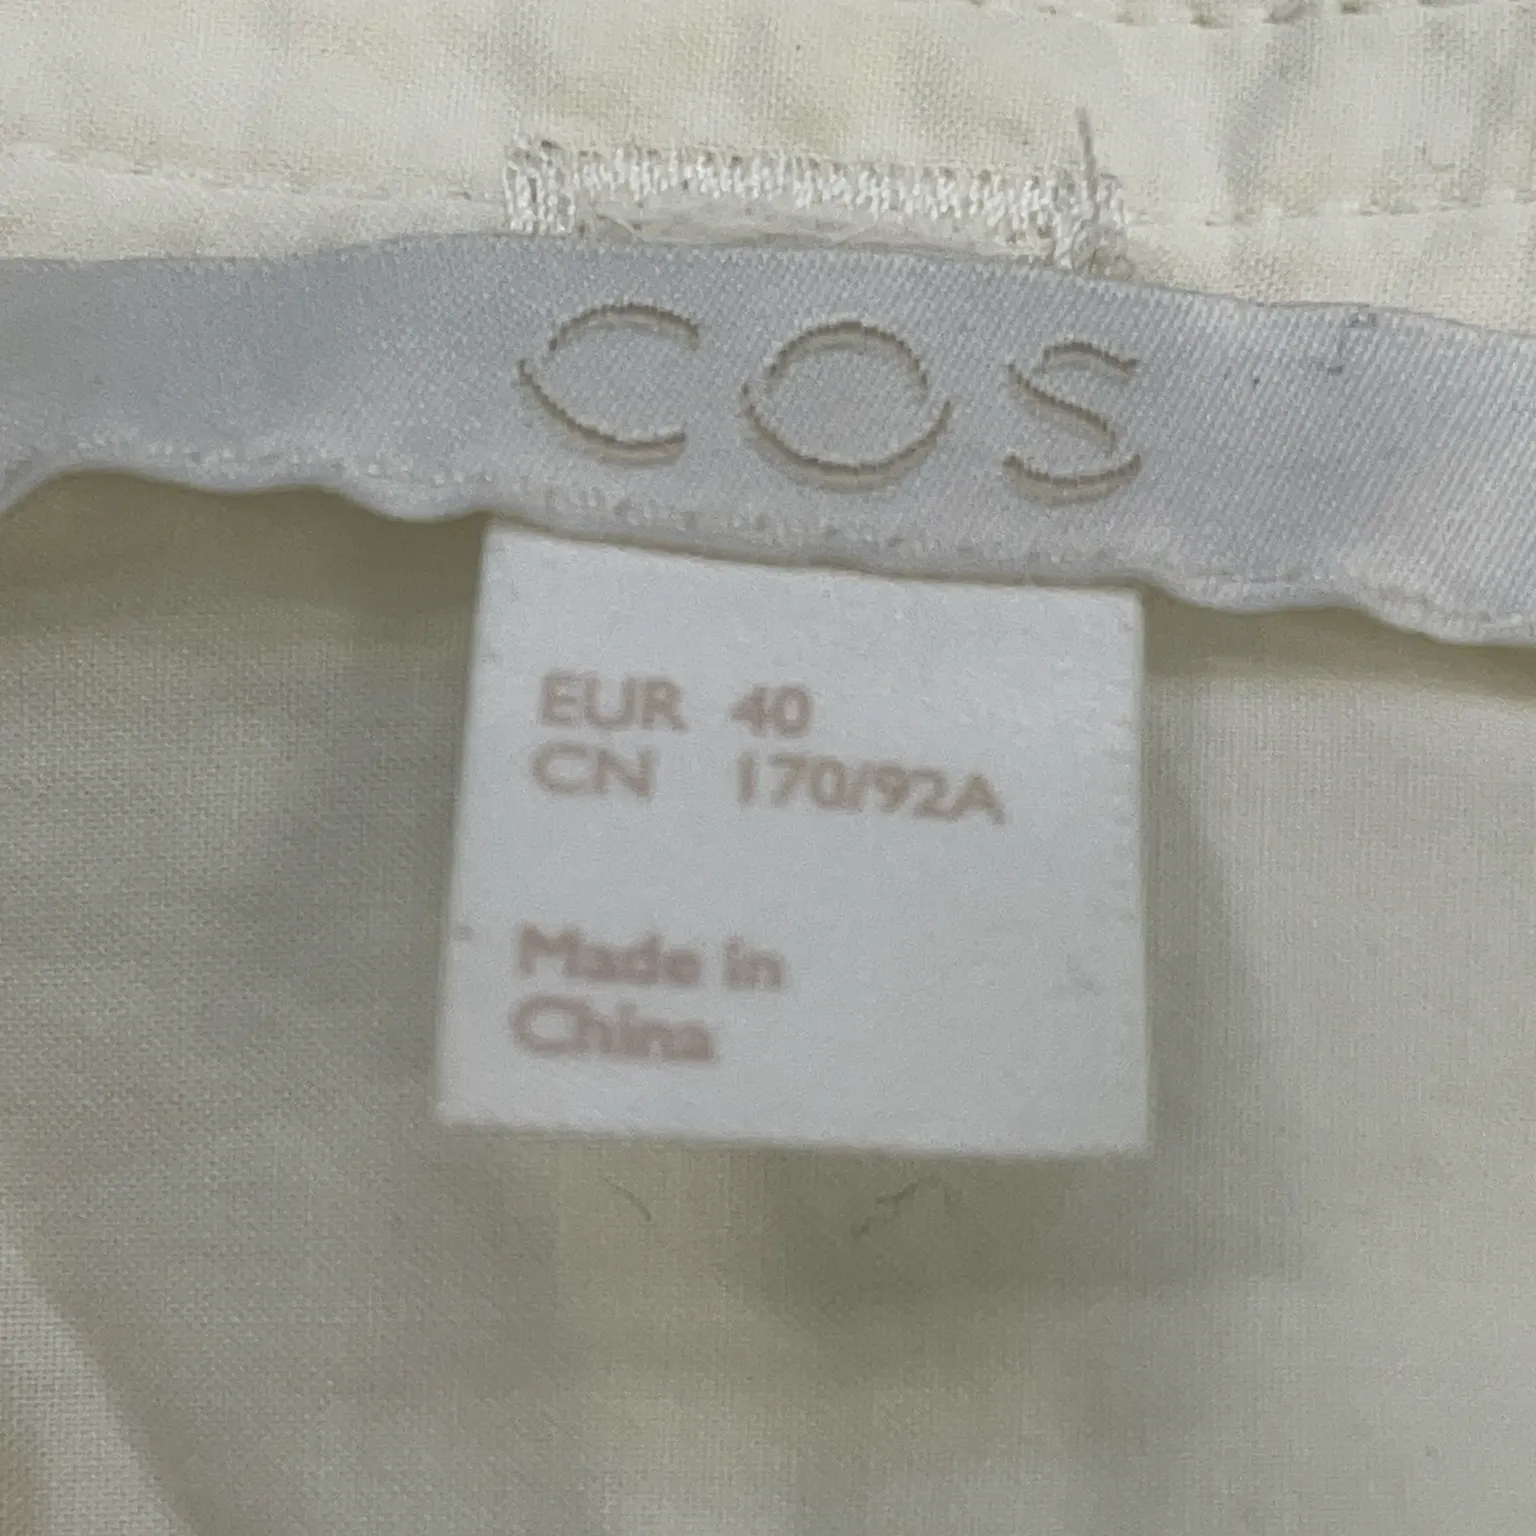 COS
EUR 40
CN 170/92A
Made in
China